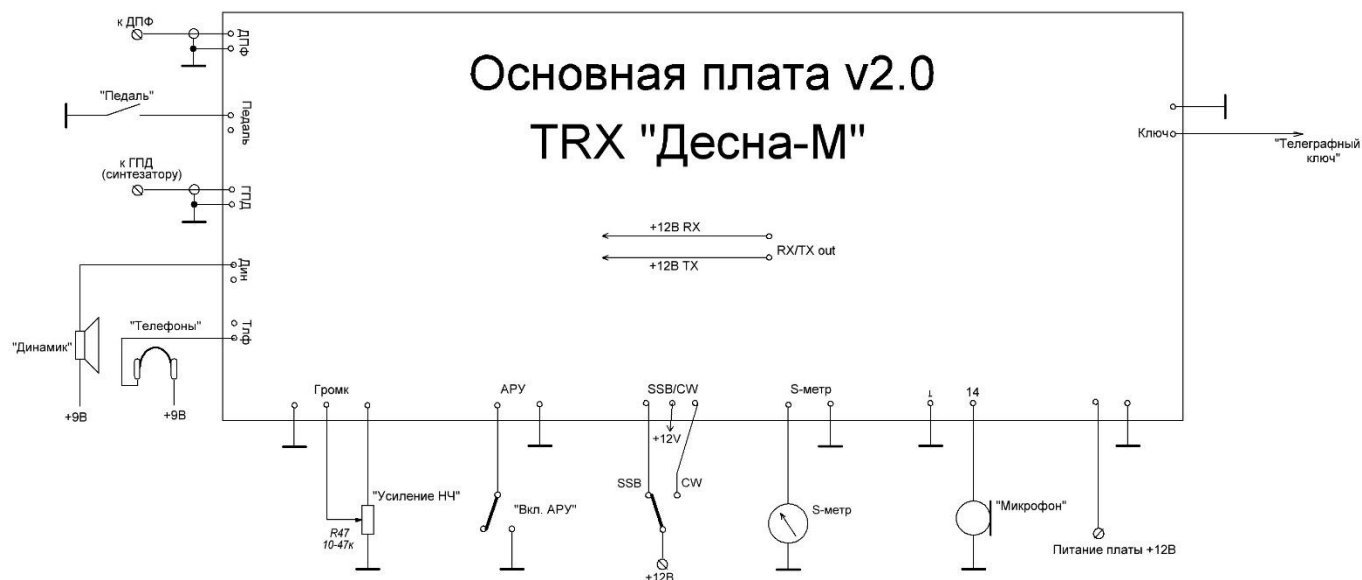 к ДПФ
ДПФ
Основная плата v2.0
TRX "Десна-М"
"Педаль"
Педаль
Ключ
"Телеграфный
ключ"
к ГПД
(синтезатору)
ГПД
+12В RX
+12В TX
RX/TX out
Дин
"Телефоны"
Тлф
"Динамик"
+9В
+9В
Громк
АРУ
SSB/CW
S-метр
14
+12V
SSB
CW
"Усиление НЧ"
R47
10-47к
"Вкл. АРУ"
S-метр
"Микрофон"
Питание платы +12В
+12В